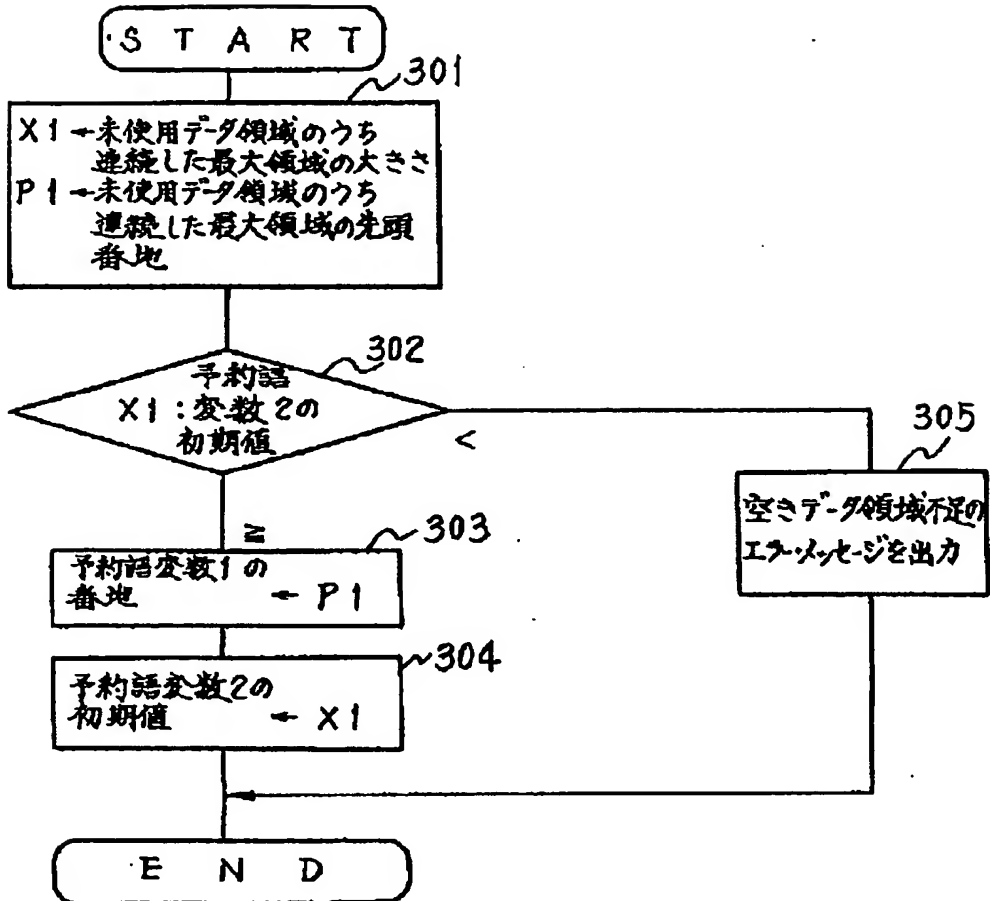 START
301
X1←未使用データ領域のうち
連続した最大領域の大きさ
P1←未使用データ領域のうち
連続した最大領域の先頭
番地
302
予約語
X1:変数2の
初期値
<
305
空きデータ領域不足の
エラーメッセージを出力
≧
303
予約語変数1の
番地 ← P1
304
予約語変数2の
初期値 ← X1
END